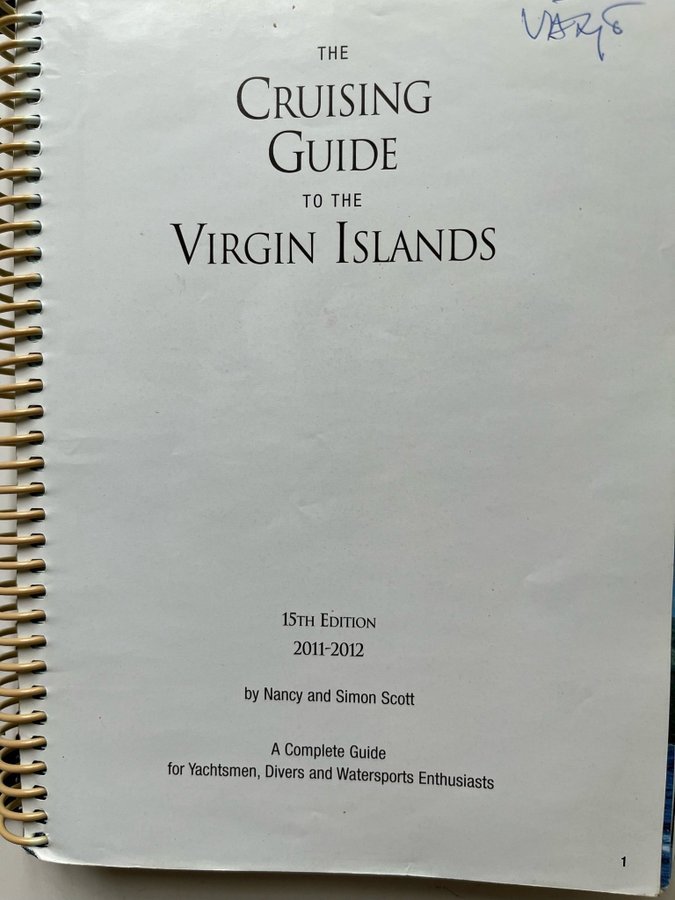 THE
CRUISING
GUIDE
TO THE
VIRGIN ISLANDS
15TH EDITION
2011-2012
by Nancy and Simon Scott
A Complete Guide
for Yachtsmen, Divers and Watersports Enthusiasts
1